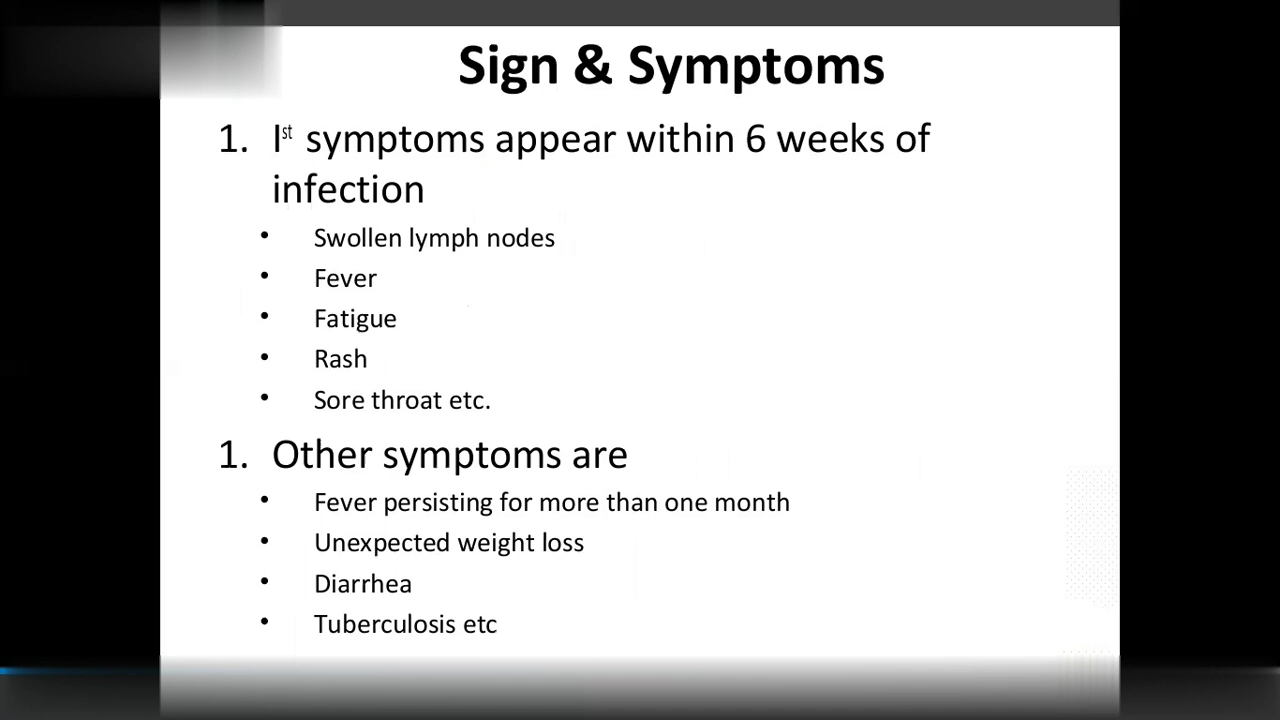 Sign & Symptoms
1. Ist symptoms appear within 6 weeks of
infection
• Swollen lymph nodes
• Fever
• Fatigue
• Rash
• Sore throat etc.
1. Other symptoms are
• Fever persisting for more than one month
• Unexpected weight loss
• Diarrhea
• Tuberculosis etc